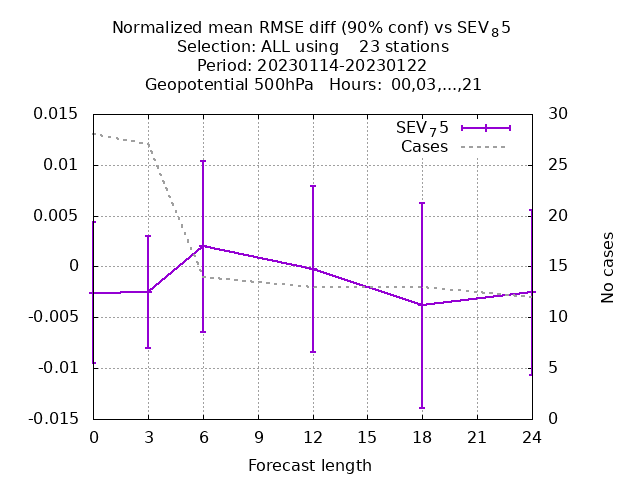 Normalized mean RMSE diff (90% conf) vs SEV₈5
Selection: ALL using    23 stations
Period: 20230114-20230122
Geopotential 500hPa   Hours:  00,03,...,21
0.015
0.01
0.005
0
-0.005
-0.01
-0.015
30
25
20
15
10
5
0
SEV₇5
Cases
No cases
0 3 6 9 12 15 18 21 24
Forecast length